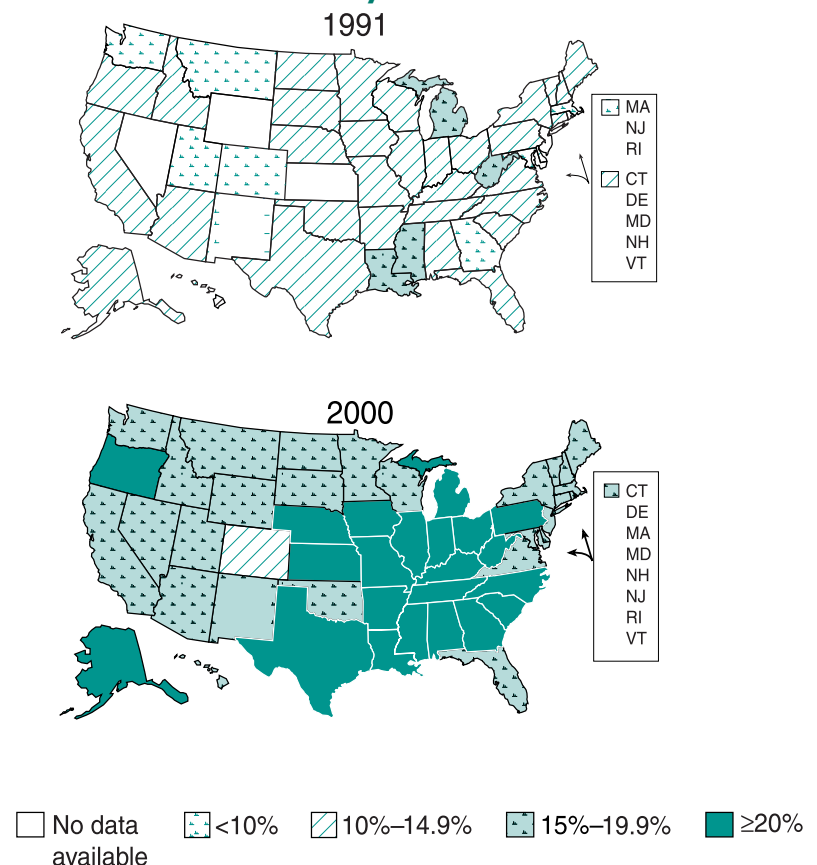 1991
MA
NJ
RI
CT
DE
MD
NH
VT
2000
CT
DE
MA
MD
NH
NJ
RI
VT
No data
available
<10%
10%–14.9%
15%–19.9%
≥20%